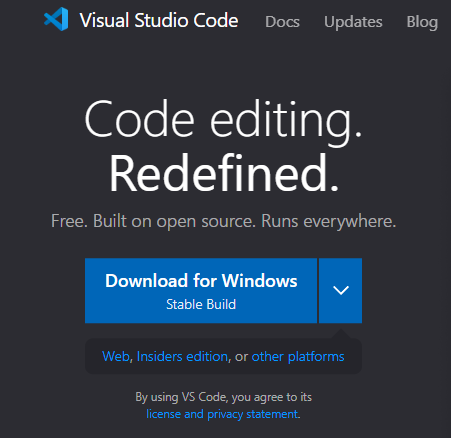 Visual Studio Code Docs Updates Blog
Code editing.
Redefined.
Free. Built on open source. Runs everywhere.
Download for Windows
Stable Build
Web, Insiders edition, or other platforms
By using VS Code, you agree to its
license and privacy statement.